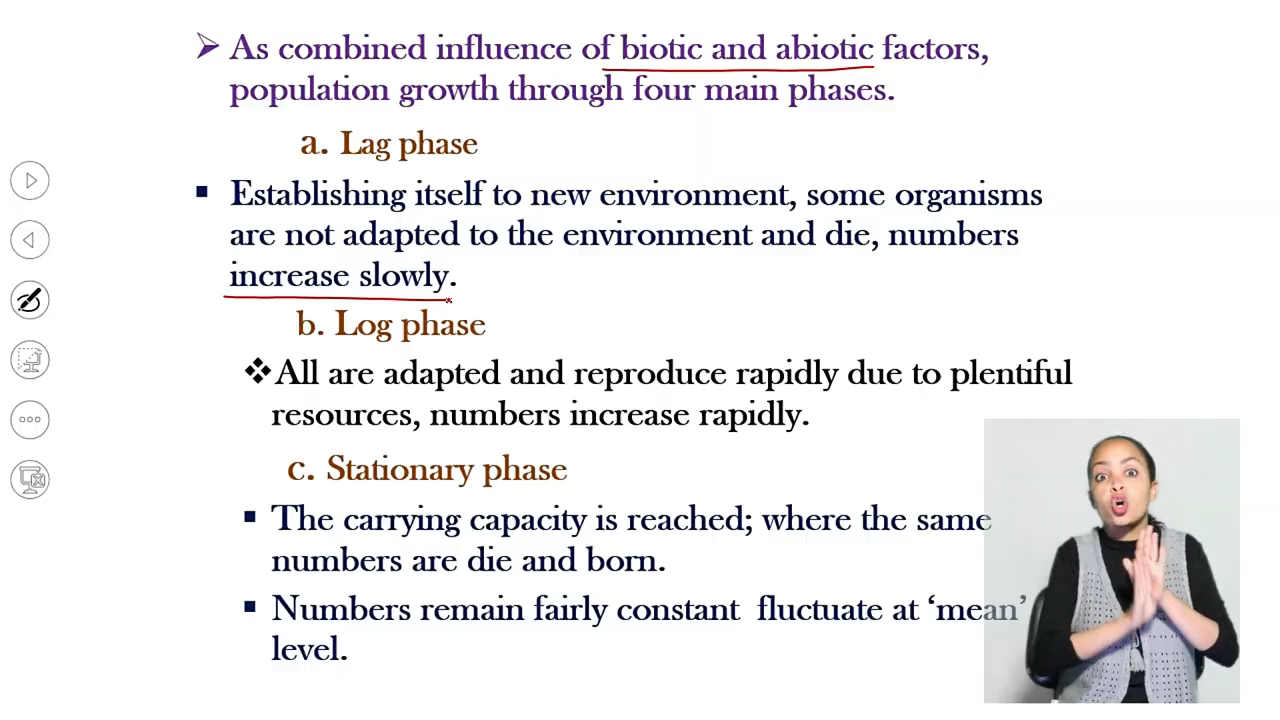 ➢ As combined influence of biotic and abiotic factors,
population growth through four main phases.
a. Lag phase
▪ Establishing itself to new environment, some organisms
are not adapted to the environment and die, numbers
increase slowly.
b. Log phase
❖All are adapted and reproduce rapidly due to plentiful
resources, numbers increase rapidly.
c. Stationary phase
▪ The carrying capacity is reached; where the same
numbers are die and born.
▪ Numbers remain fairly constant fluctuate at ‘mean’
level.